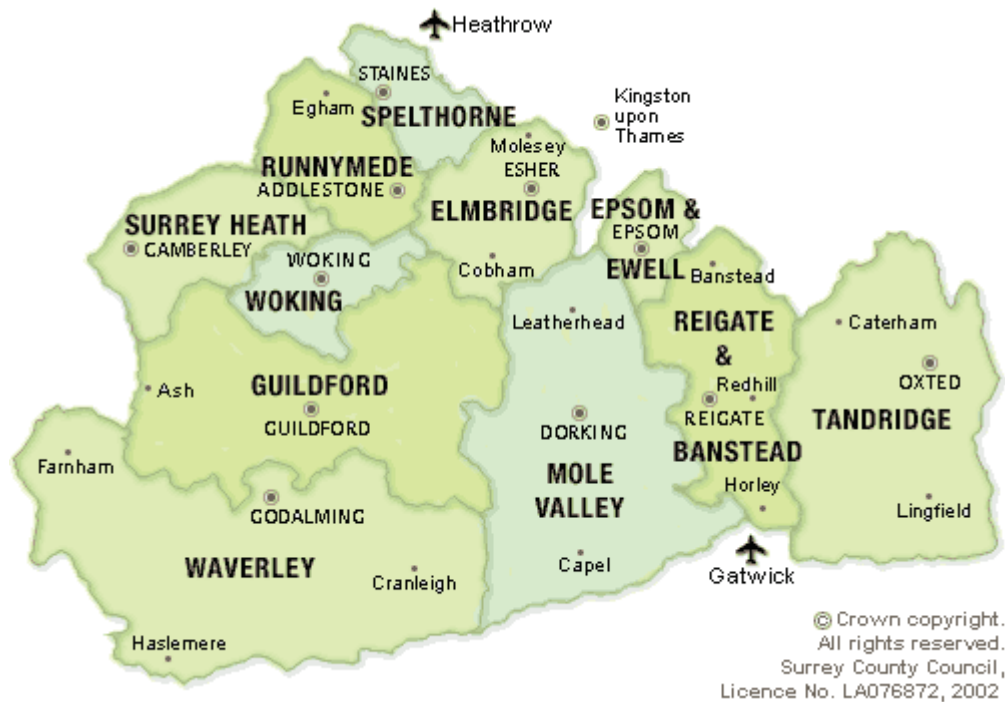 Heathrow
STAINES
Kingston
upon
Thames
Egham
SPELTHORNE
Molesey
RUNNYMEDE
ESHER
ADDLESTONE
ELMBRIDGE
EPSOM &
SURREY HEATH
EPSOM
CAMBERLEY
WOKING
Cobham
EWELL
Banstead
WOKING
Leatherhead
REIGATE
Caterham
&
GUILDFORD
Ash
Redhill
OXTED
GUILDFORD
DORKING
REIGATE
TANDRIDGE
Farnham
MOLE
BANSTEAD
VALLEY
Horley
GODALMING
Lingfield
WAVERLEY
Cranleigh
Capel
Gatwick
Haslemere
© Crown copyright.
All rights reserved.
Surrey County Council,
Licence No. LA076872, 2002